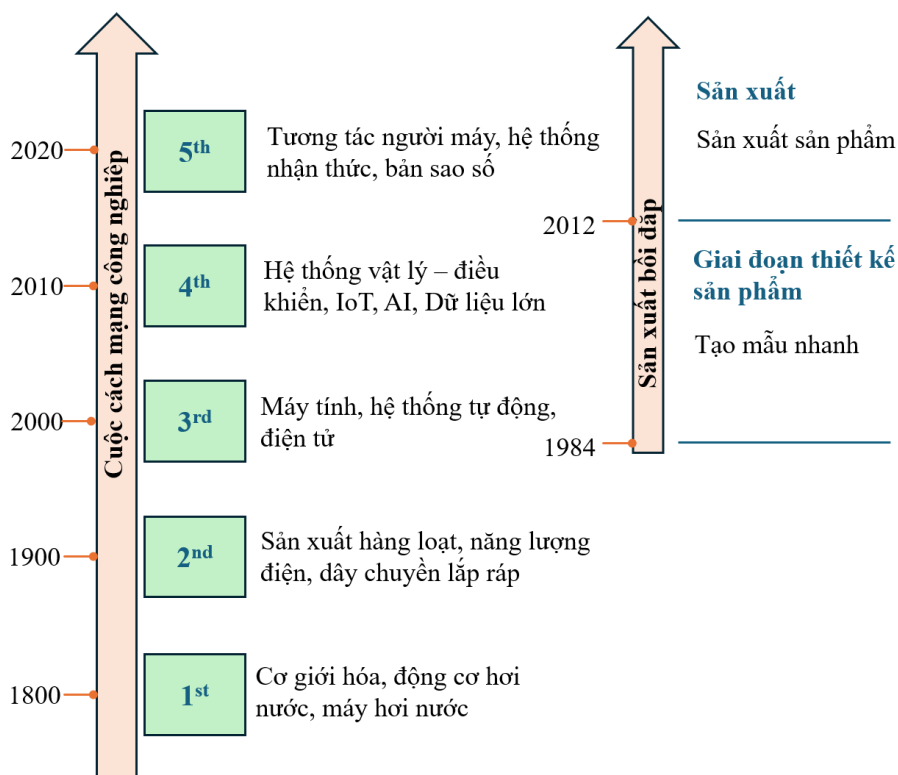 Cuộc cách mạng công nghiêp
2020
5th
Tương tác người máy, hệ thống
nhận thức, bản sao số
2010
4th
Hệ thống vật lý – điều
khiển, IoT, AI, Dữ liệu lớn
2000
3rd
Máy tính, hệ thống tự động,
điện tử
1900
2nd
Sản xuất hàng loạt, năng lượng
điện, dây chuyền lắp ráp
1800
1st
Cơ giới hóa, động cơ hơi
nước, máy hơi nước
Sản xuất bồi đắp
Sản xuất
Sản xuất sản phẩm
2012
Giai đoạn thiết kế
sản phẩm
Tạo mẫu nhanh
1984